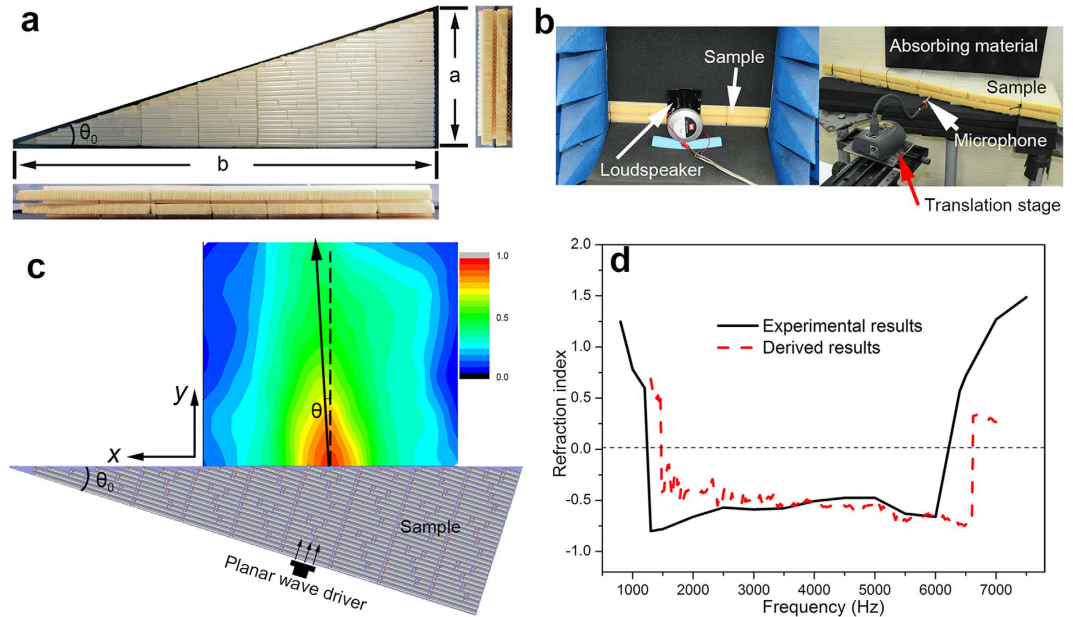 a
a
θ0
b
b
Sample
Loudspeaker
Absorbing material
Sample
Microphone
Translation stage
c
1.0
0.5
0.0
θ
y
x
θ0
Sample
Planar wave driver
d
Refraction index
2.0
1.5
1.0
0.5
0.0
-0.5
-1.0
Experimental results
Derived results
1000 2000 3000 4000 5000 6000 7000
Frequency (Hz)